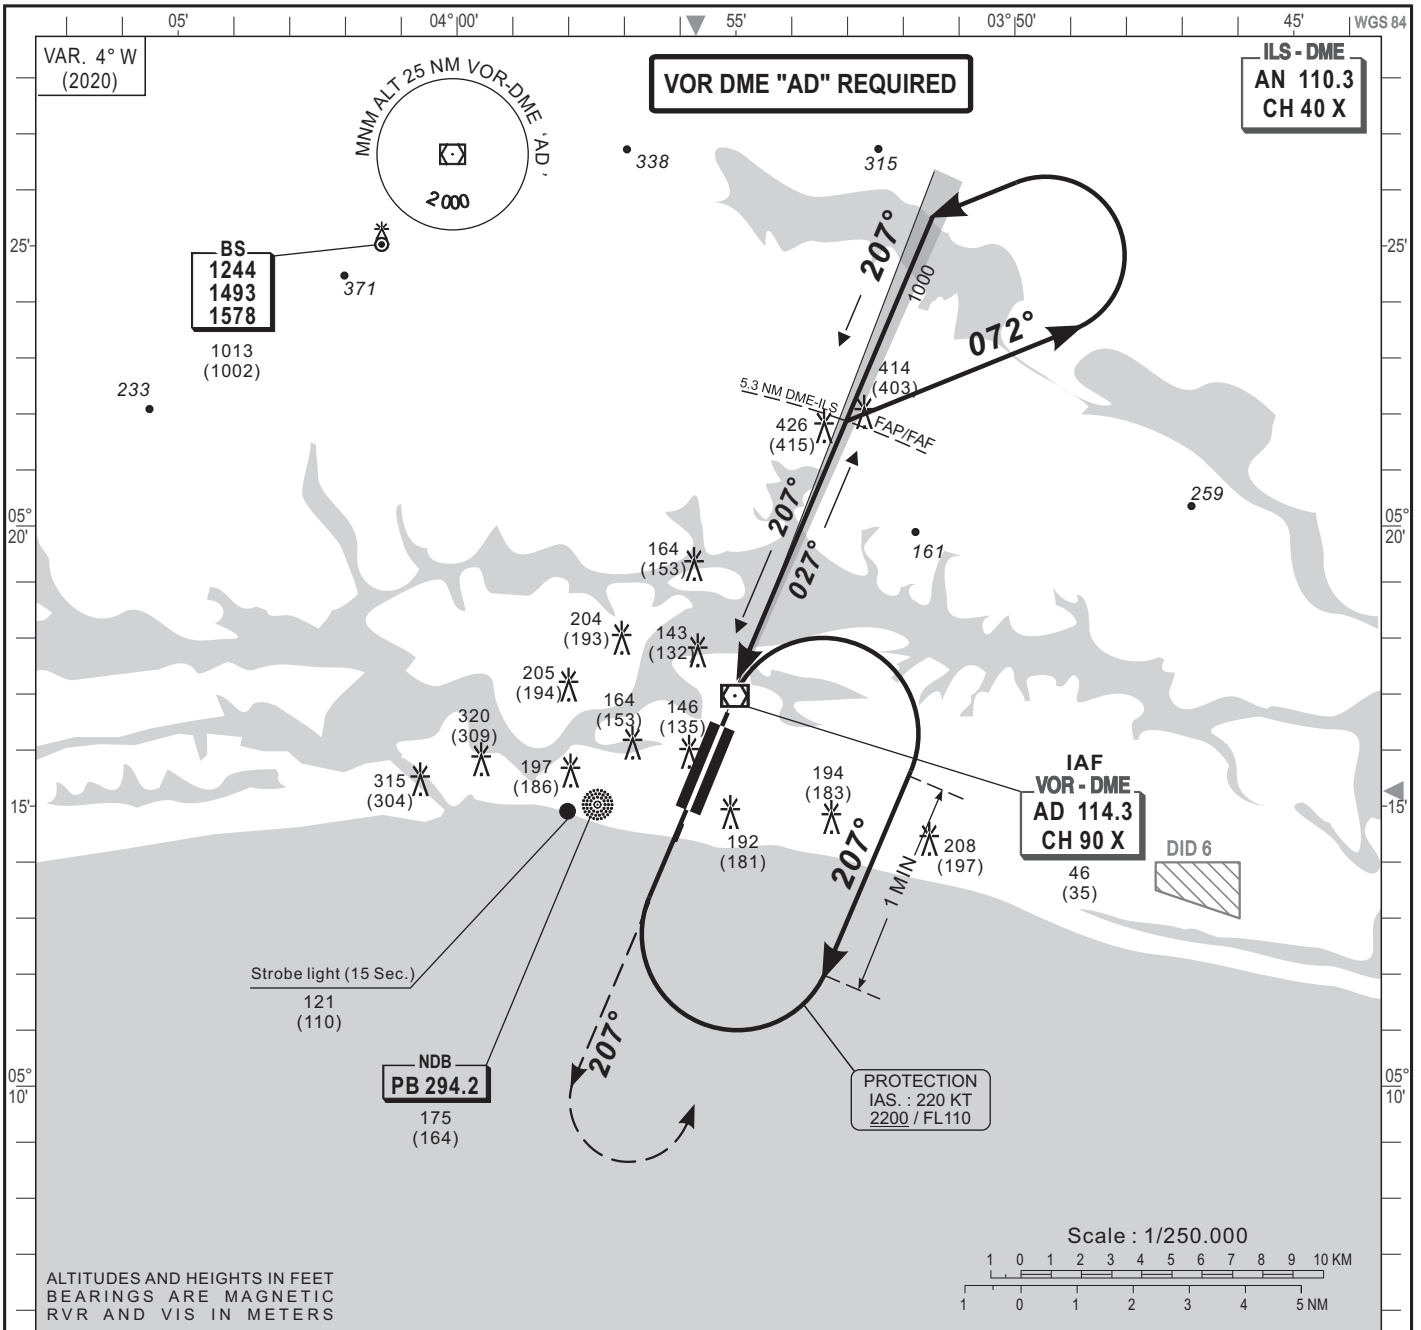 05'
04°00'
55'
03°50'
45'
WGS 84
VAR. 4° W
(2020)
MNM ALT 25 NM VOR-DME 'AD'
2000
VOR DME "AD" REQUIRED
ILS - DME
AN 110.3
CH 40 X
338
315
25'
25'
BS
1244
1493
1578
1013
(1002)
371
207°
1000
072°
233
414
(403)
5.3 NM DME-ILS
FAP/FAF
426
(415)
259
05°
20'
05°
20'
207°
027°
161
164
(153)
204
(193)
143
(132)
205
(194)
164
(153)
146
(135)
320
(309)
315
(304)
197
(186)
194
(183)
192
(181)
208
(197)
207°
1 MIN
IAF
VOR - DME
AD 114.3
CH 90 X
46
(35)
DID 6
15'
15'
Strobe light (15 Sec.)
121
(110)
207°
NDB
PB 294.2
175
(164)
PROTECTION
IAS. : 220 KT
2200 / FL110
05°
10'
05°
10'
Scale : 1/250.000
1 0 1 2 3 4 5 6 7 8 9 10 KM
1 0 1 2 3 4 5 NM
ALTITUDES AND HEIGHTS IN FEET
BEARINGS ARE MAGNETIC
RVR AND VIS IN METERS